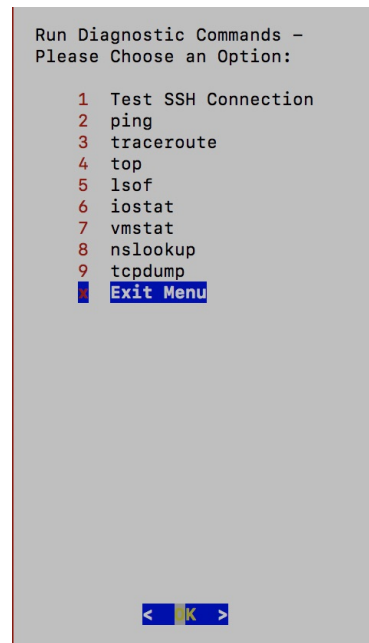 Run Diagnostic Commands –
Please Choose an Option:
1 Test SSH Connection
2 ping
3 traceroute
4 top
5 lsof
6 iostat
7 vmstat
8 nslookup
9 tcpdump
x Exit Menu
< OK >